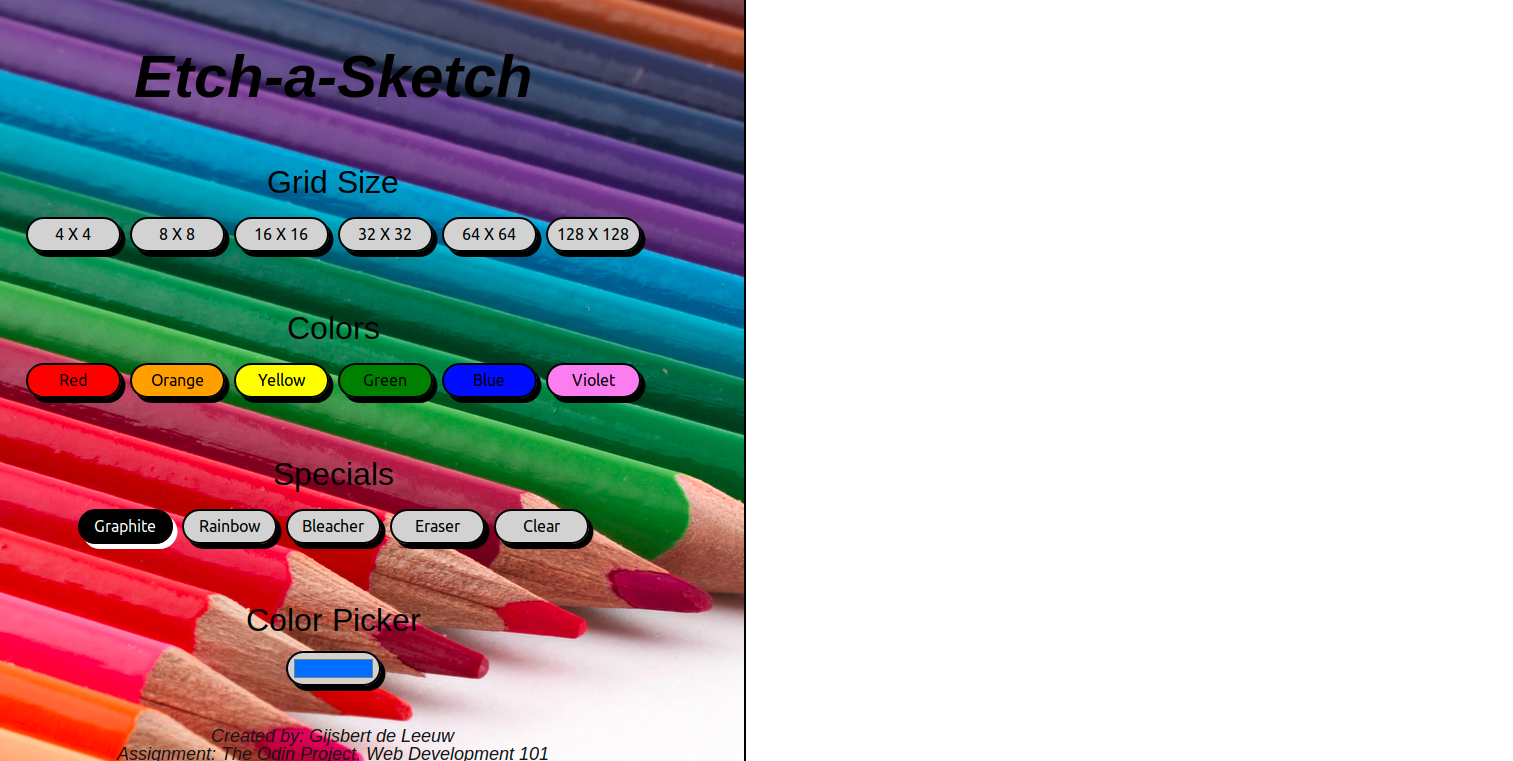 Etch-a-Sketch
Grid Size
4 X 4 8 X 8 16 X 16 32 X 32 64 X 64 128 X 128
Colors
Red Orange Yellow Green Blue Violet
Specials
Graphite Rainbow Bleacher Eraser Clear
Color Picker
Created by: Gijsbert de Leeuw
Assignment: The Odin Project, Web Development 101